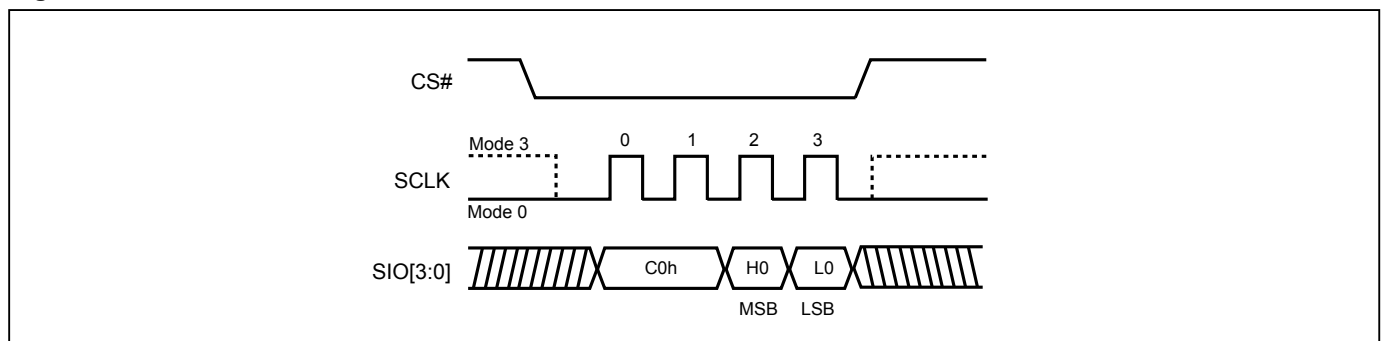 CS#
Mode 3
0 1 2 3
SCLK
Mode 0
SIO[3:0]
C0h H0 L0
MSB LSB